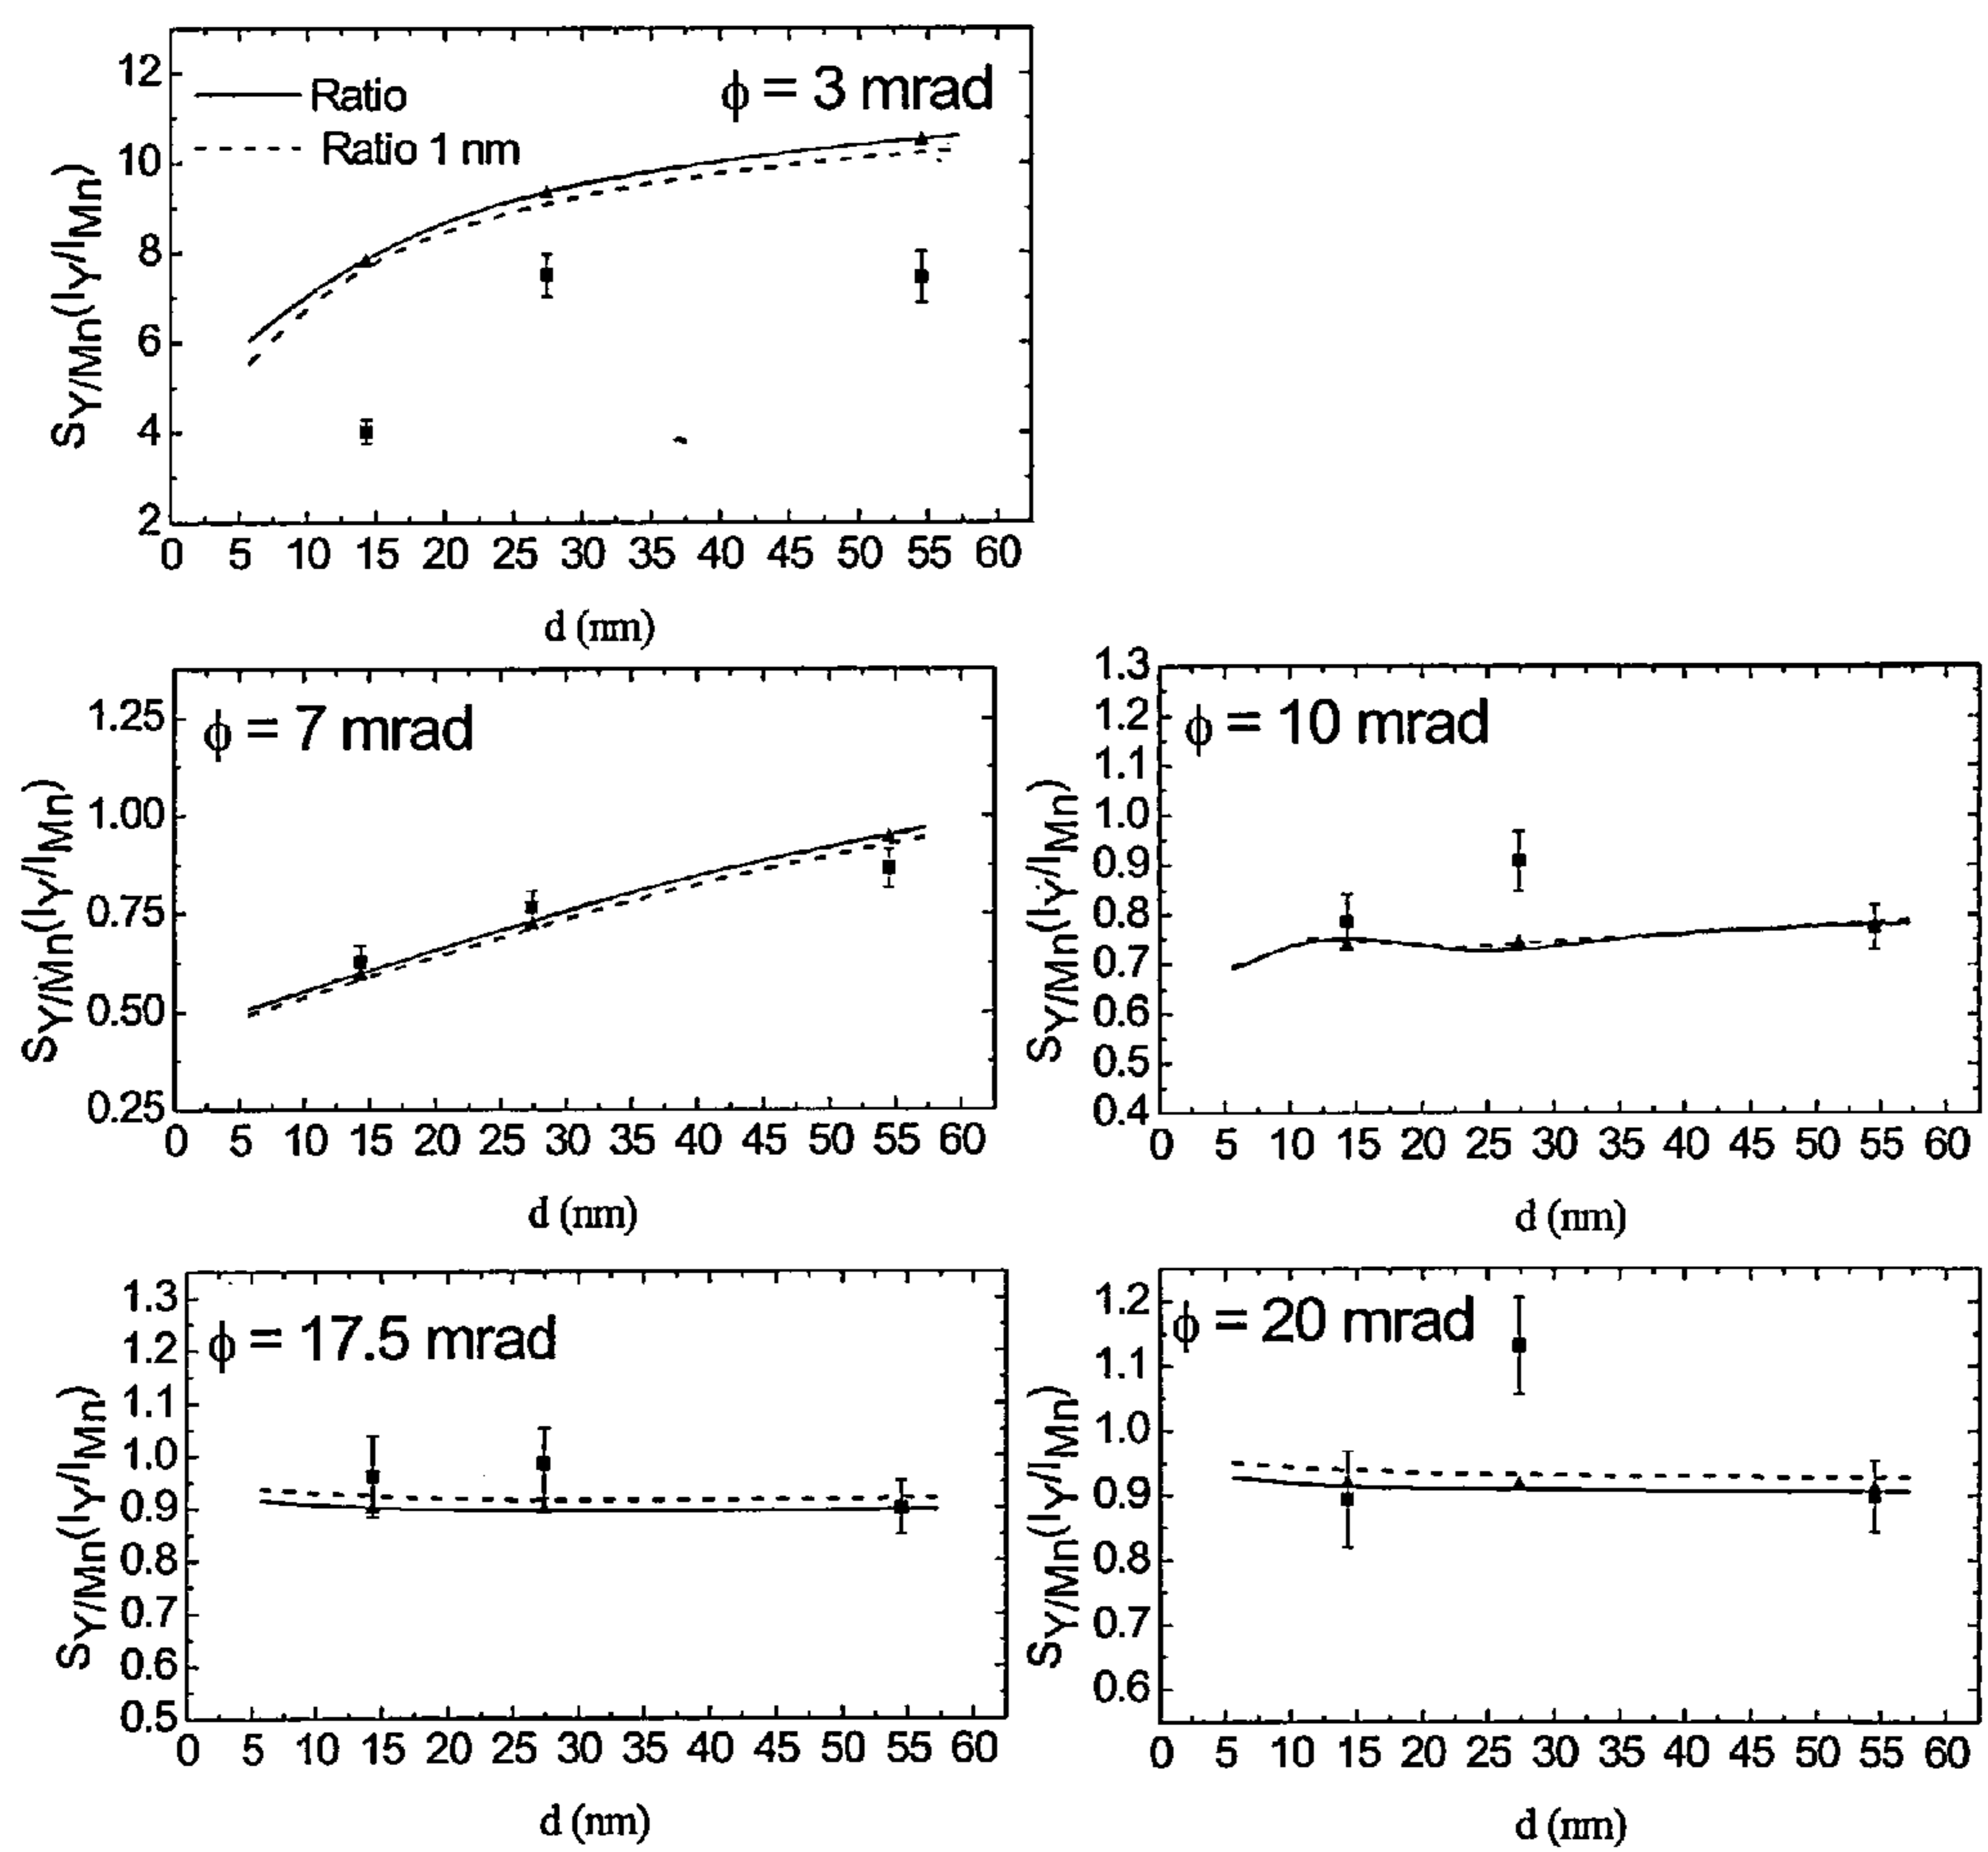 12
10
8
6
4
2
Ratio
Ratio 1 nm
ϕ = 3 mrad
S_Y/Mn(I_Y/I_Mn)
0 5 10 15 20 25 30 35 40 45 50 55 60
d (nm)
1.25
1.00
0.75
0.50
0.25
ϕ = 7 mrad
S_Y/Mn(I_Y/I_Mn)
0 5 10 15 20 25 30 35 40 45 50 55 60
d (nm)
1.3
1.2
1.1
1.0
0.9
0.8
0.7
0.6
0.5
0.4
ϕ = 10 mrad
S_Y/Mn(I_Y/I_Mn)
0 5 10 15 20 25 30 35 40 45 50 55 60
d (nm)
1.3
1.2
1.1
1.0
0.9
0.8
0.7
0.6
0.5
ϕ = 17.5 mrad
S_Y/Mn(I_Y/I_Mn)
0 5 10 15 20 25 30 35 40 45 50 55 60
d (nm)
1.2
1.1
1.0
0.9
0.8
0.7
0.6
ϕ = 20 mrad
S_Y/Mn(I_Y/I_Mn)
0 5 10 15 20 25 30 35 40 45 50 55 60
d (nm)